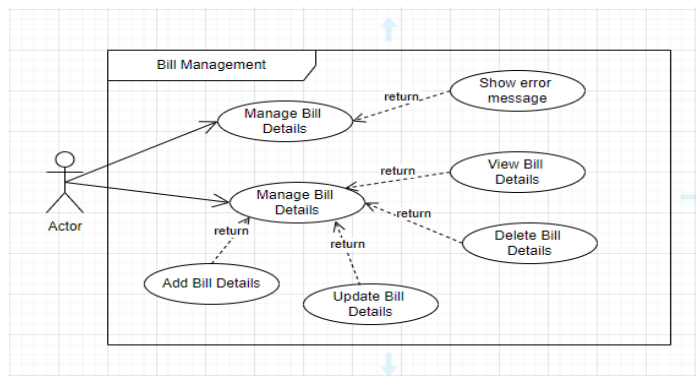 Bill Management
Show error
message
return
Manage Bill
Details
return
View Bill
Details
Manage Bill
Details
return
Actor
return
return
Delete Bill
Details
Add Bill Details
Update Bill
Details